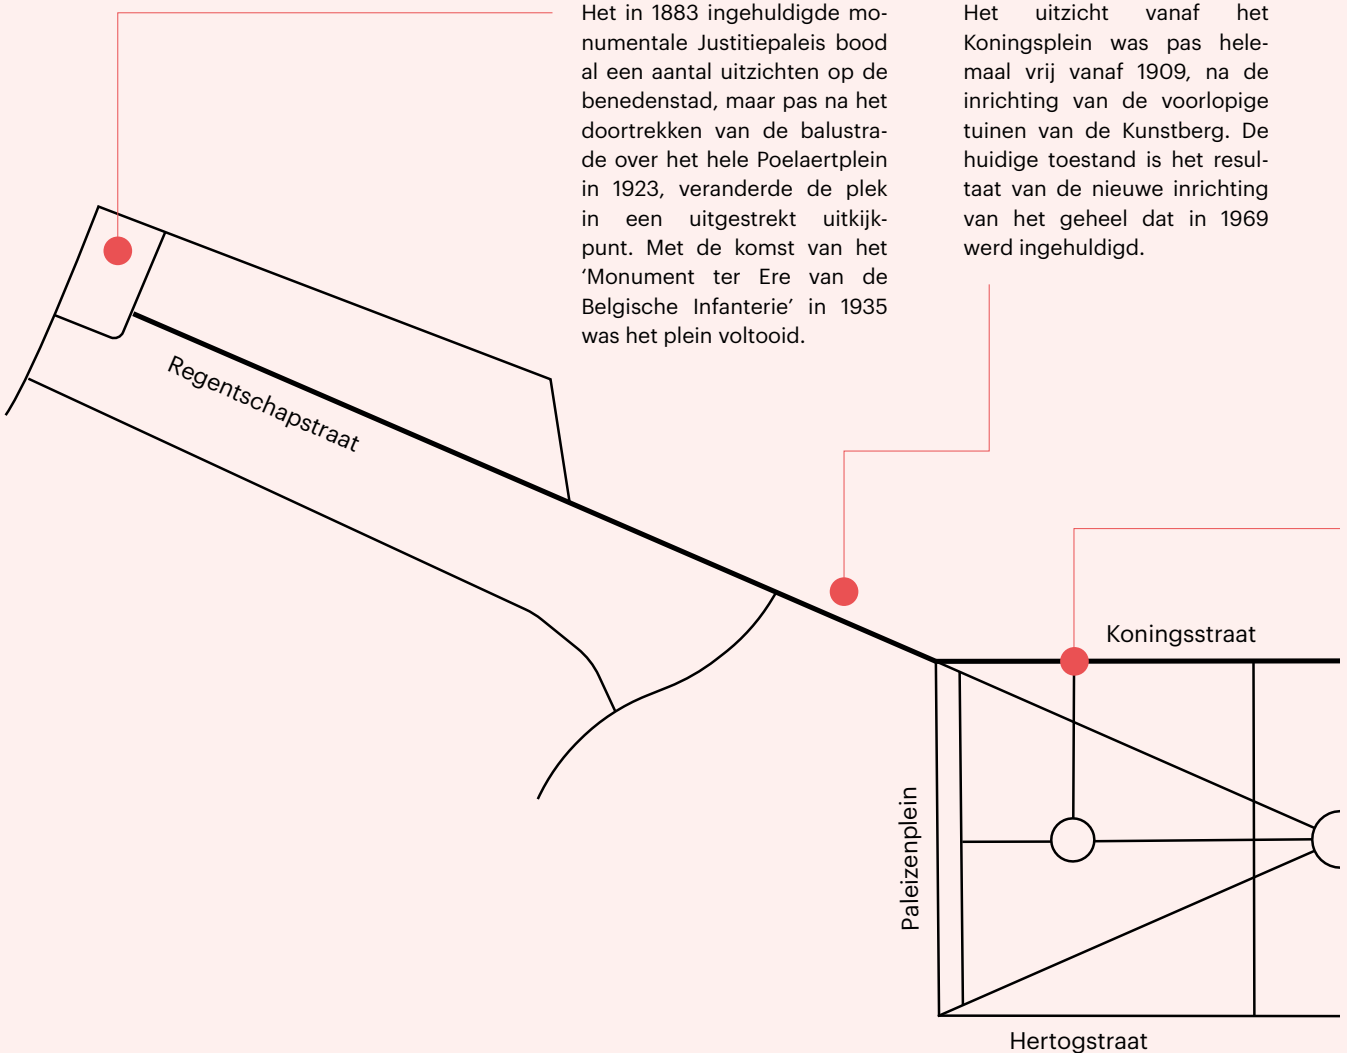 Het in 1883 ingehuldigde mo-
numentale Justitiepaleis bood
al een aantal uitzichten op de
benedenstad, maar pas na het
doortrekken van de balustra-
de over het hele Poelaertplein
in 1923, veranderde de plek
in een uitgestrekt uitkijk-
punt. Met de komst van het
‘Monument ter Ere van de
Belgische Infanterie’ in 1935
was het plein voltooid.
Het uitzicht vanaf het
Koningsplein was pas hele-
maal vrij vanaf 1909, na de
inrichting van de voorlopige
tuinen van de Kunstberg. De
huidige toestand is het resul-
taat van de nieuwe inrichting
van het geheel dat in 1969
werd ingehuldigd.
Regentschapstraat
Koningsstraat
Paleizenplein
Hertogstraat